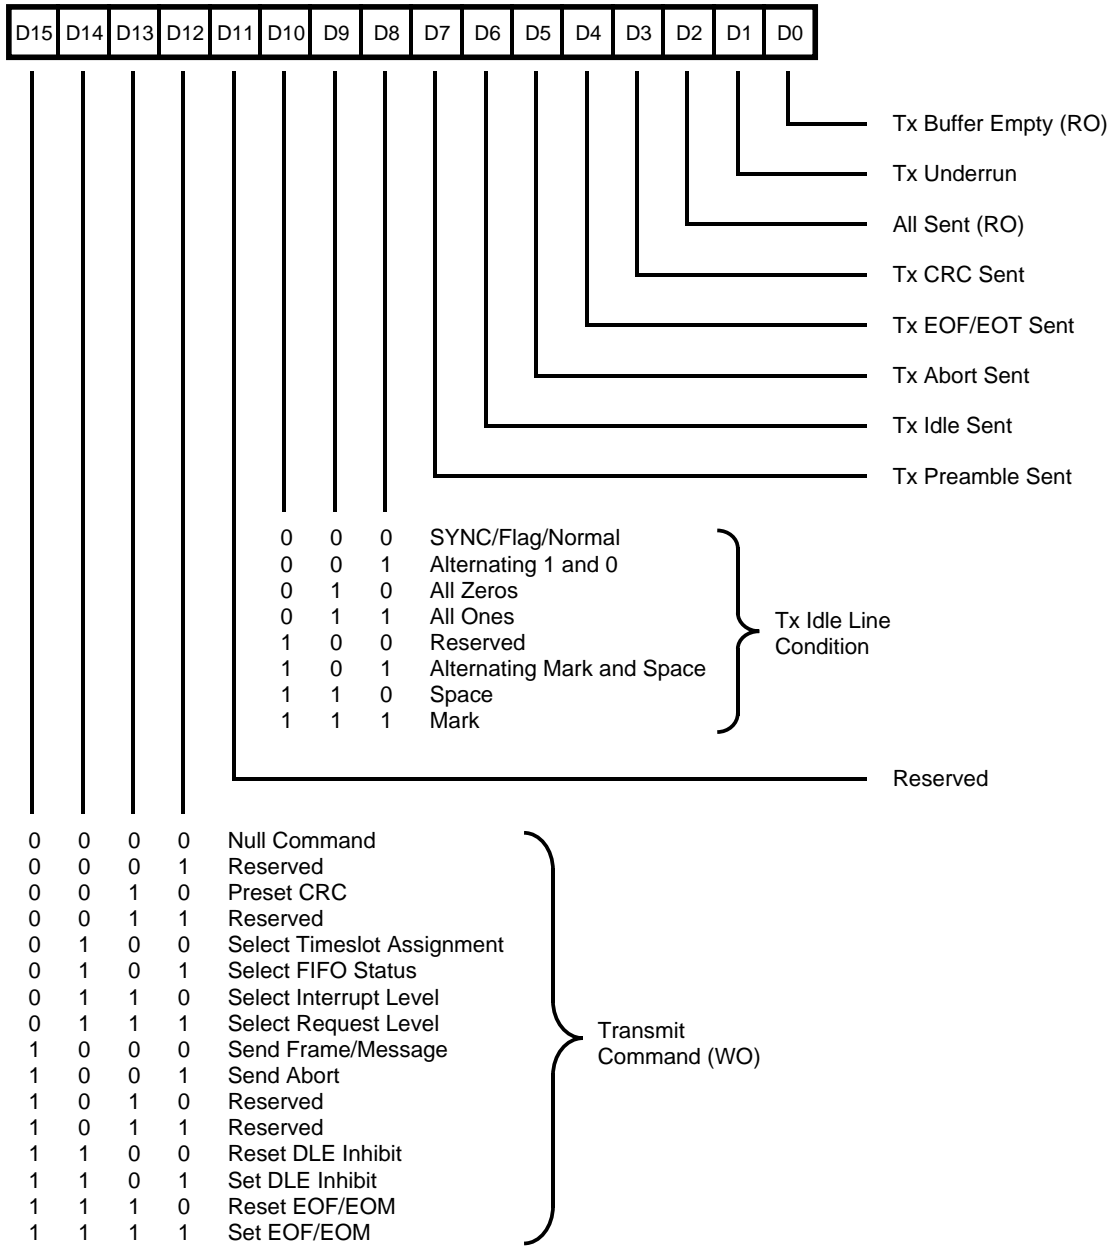 D15 D14 D13 D12 D11 D10 D9 D8 D7 D6 D5 D4 D3 D2 D1 D0
Tx Buffer Empty (RO)
Tx Underrun
All Sent (RO)
Tx CRC Sent
Tx EOF/EOT Sent
Tx Abort Sent
Tx Idle Sent
Tx Preamble Sent
0 0 0 SYNC/Flag/Normal
0 0 1 Alternating 1 and 0
0 1 0 All Zeros
0 1 1 All Ones
1 0 0 Reserved
1 0 1 Alternating Mark and Space
1 1 0 Space
1 1 1 Mark
Tx Idle Line
Condition
Reserved
0 0 0 0 Null Command
0 0 0 1 Reserved
0 0 1 0 Preset CRC
0 0 1 1 Reserved
0 1 0 0 Select Timeslot Assignment
0 1 0 1 Select FIFO Status
0 1 1 0 Select Interrupt Level
0 1 1 1 Select Request Level
1 0 0 0 Send Frame/Message
1 0 0 1 Send Abort
1 0 1 0 Reserved
1 0 1 1 Reserved
1 1 0 0 Reset DLE Inhibit
1 1 0 1 Set DLE Inhibit
1 1 1 0 Reset EOF/EOM
1 1 1 1 Set EOF/EOM
Transmit
Command (WO)